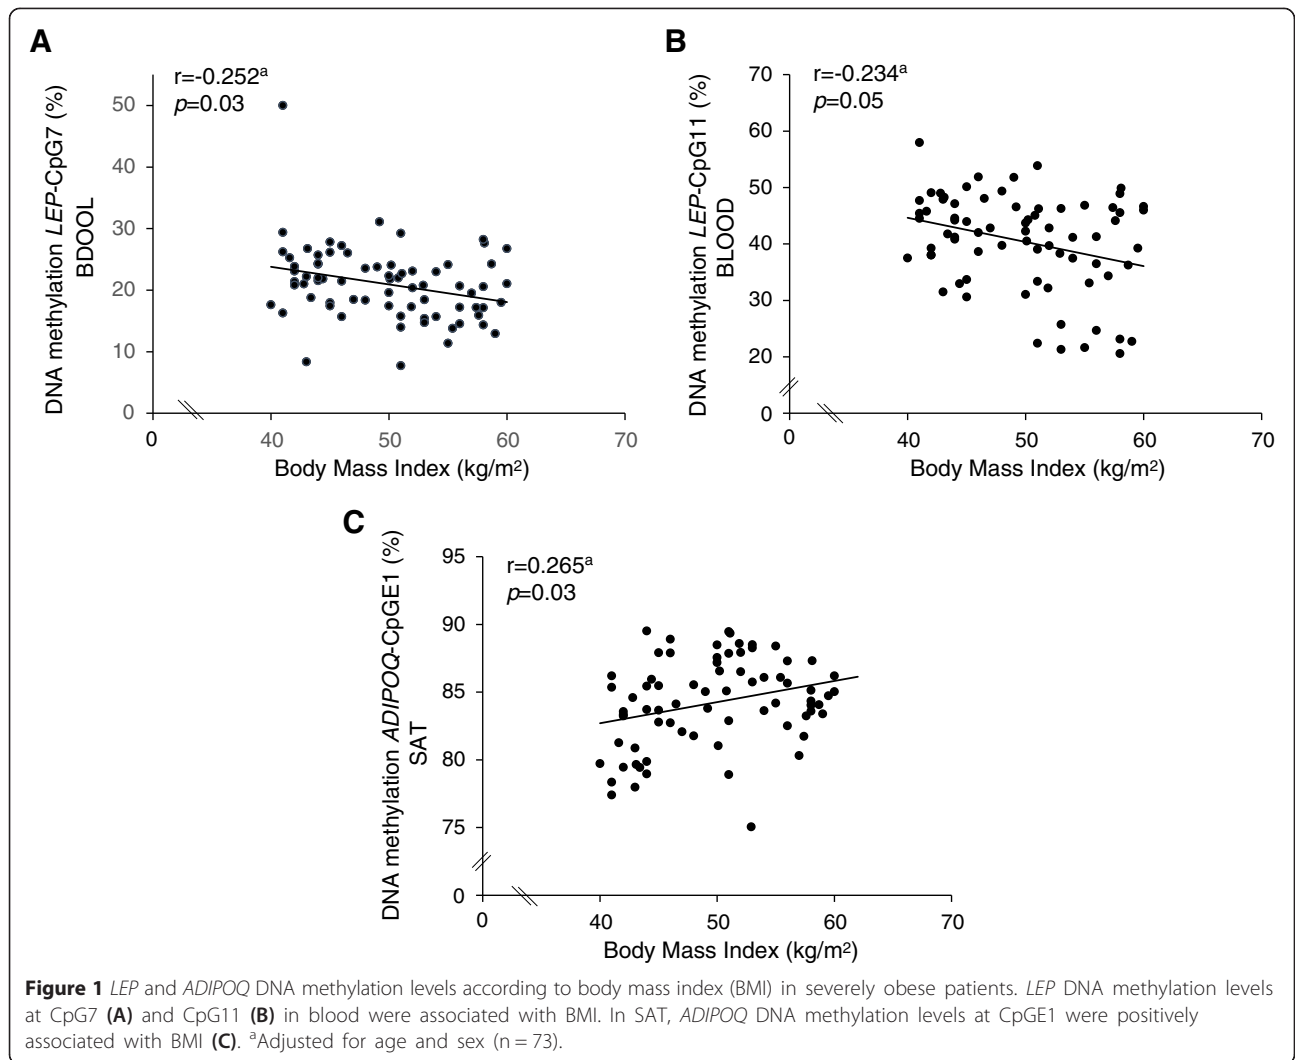 A
r=-0.252ᵃ
p=0.03
DNA methylation LEP-CpG7 (%)
BDOOL
50
40
30
20
10
0
0 40 50 60 70
Body Mass Index (kg/m²)
B
r=-0.234ᵃ
p=0.05
DNA methylation LEP-CpG11 (%)
BLOOD
70
60
50
40
30
20
0
0 40 50 60 70
Body Mass Index (kg/m²)
C
r=0.265ᵃ
p=0.03
DNA methylation ADIPOQ-CpGE1 (%)
SAT
95
90
85
80
75
0
0 40 50 60 70
Body Mass Index (kg/m²)
Figure 1 LEP and ADIPOQ DNA methylation levels according to body mass index (BMI) in severely obese patients. LEP DNA methylation levels
at CpG7 (A) and CpG11 (B) in blood were associated with BMI. In SAT, ADIPOQ DNA methylation levels at CpGE1 were positively
associated with BMI (C). ᵃAdjusted for age and sex (n = 73).